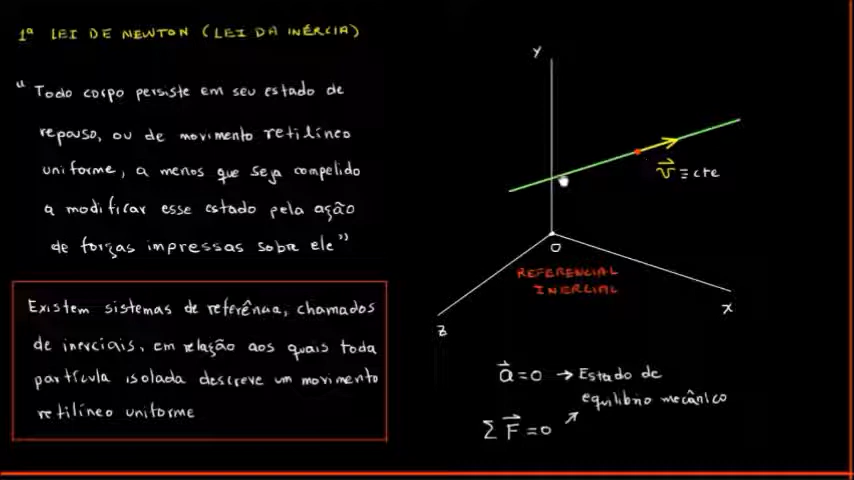 1ª LEI DE NEWTON (LEI DA INÉRCIA)
"Todo corpo persiste em seu estado de
repouso, ou de movimento retilíneo
uniforme, a menos que seja compelido
a modificar esse estado pela ação
de forças impressas sobre ele"
Existem sistemas de referência, chamados
de inerciais, em relação aos quais toda
partícula isolada descreve um movimento
retilíneo uniforme
Y
v⃗ ≡ cte
O
REFERENCIAL
INERCIAL
X
Z
a⃗ = 0 → Estado de
equilíbrio mecânico
Σ F⃗ = 0 ↗